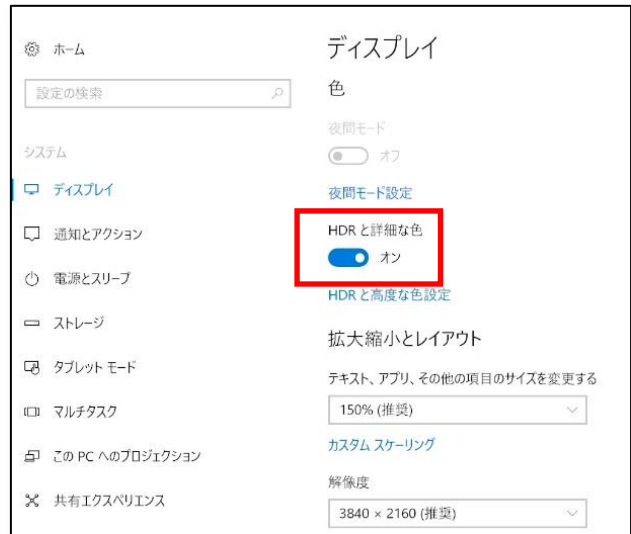 ホーム
設定の検索
システム
ディスプレイ
通知とアクション
電源とスリープ
ストレージ
タブレット モード
マルチタスク
この PC へのプロジェクション
共有エクスペリエンス
ディスプレイ
色
夜間モード
オフ
夜間モード設定
HDR と詳細な色
オン
HDR と高度な色設定
拡大縮小とレイアウト
テキスト、アプリ、その他の項目のサイズを変更する
150% (推奨)
カスタム スケーリング
解像度
3840 × 2160 (推奨)